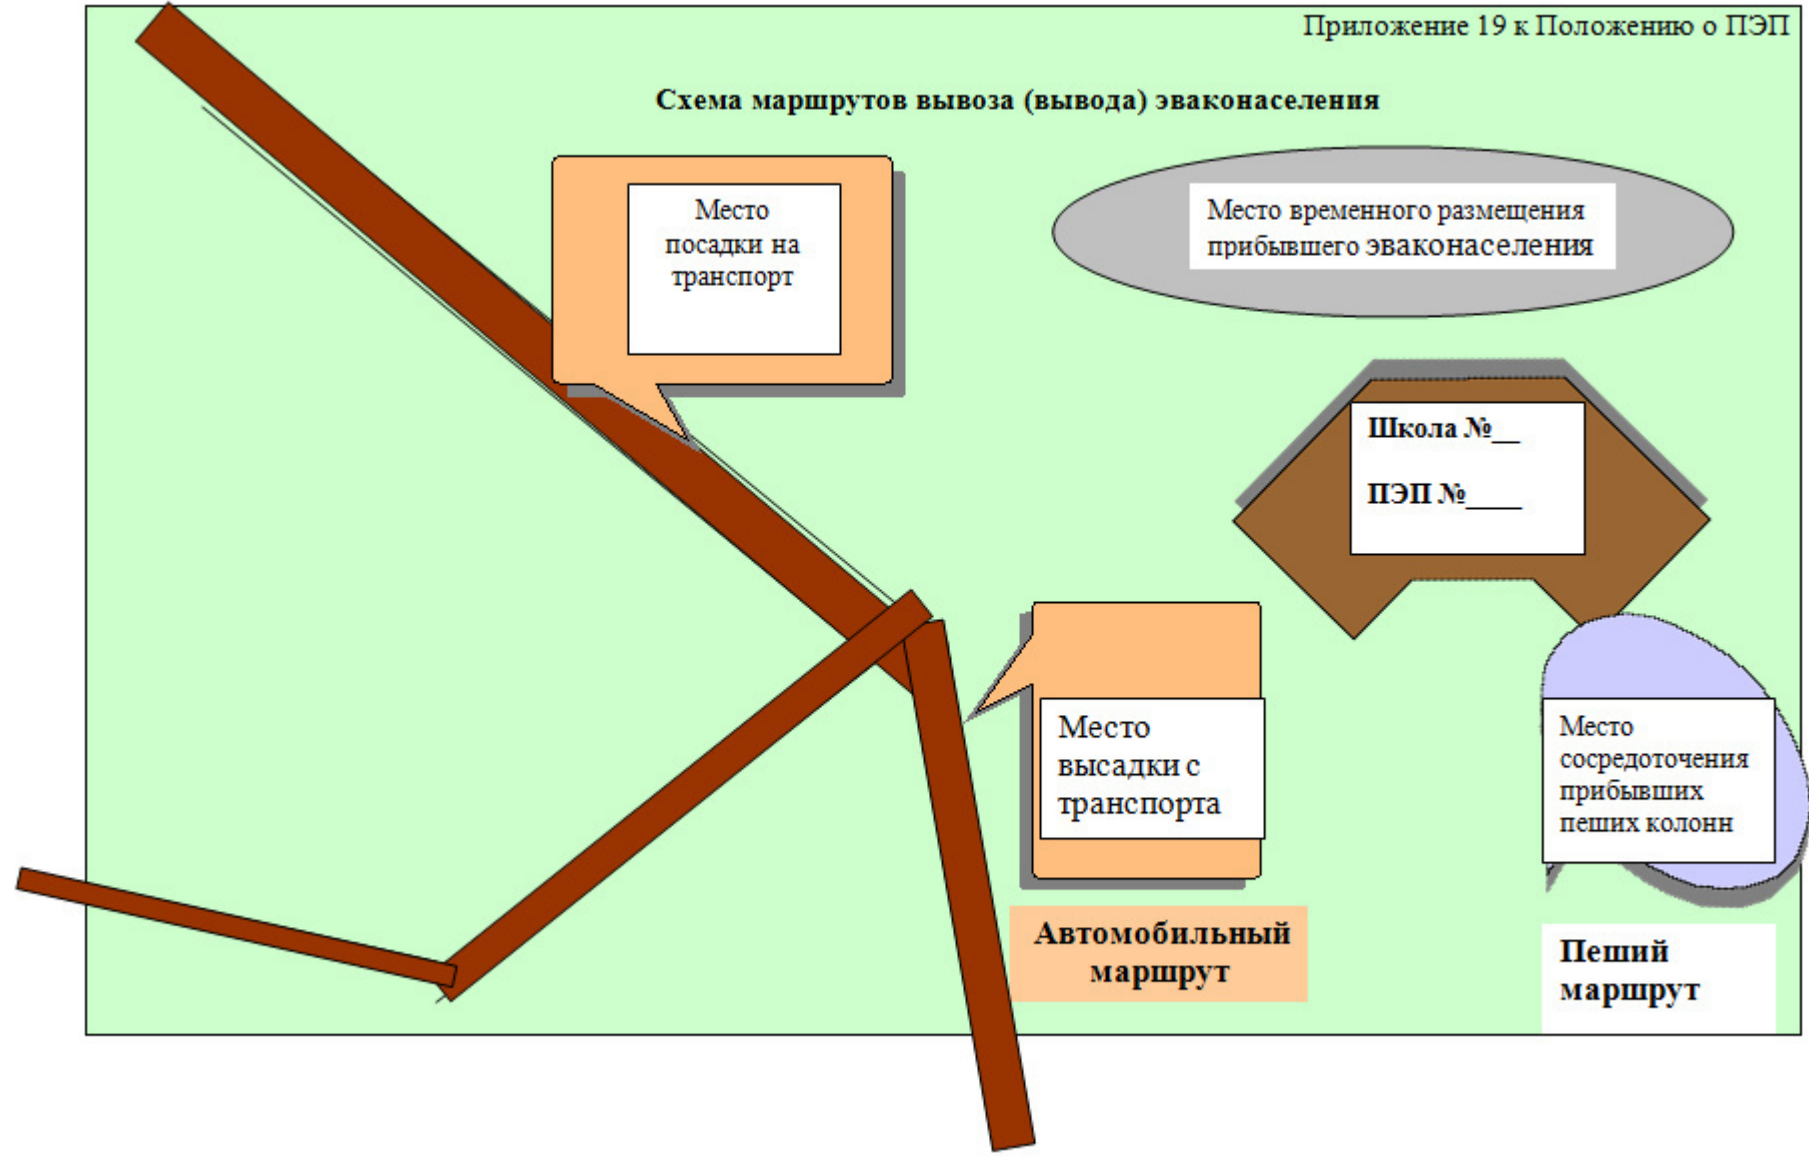 Приложение 19 к Положению о ПЭП
Схема маршрутов вывоза (вывода) эваконаселения
Место
посадки на
транспорт
Место временного размещения
прибывшего эваконаселения
Школа №__
ПЭП №____
Место
высадки с
транспорта
Место
сосредоточения
прибывших
пеших колонн
Автомобильный
маршрут
Пеший
маршрут